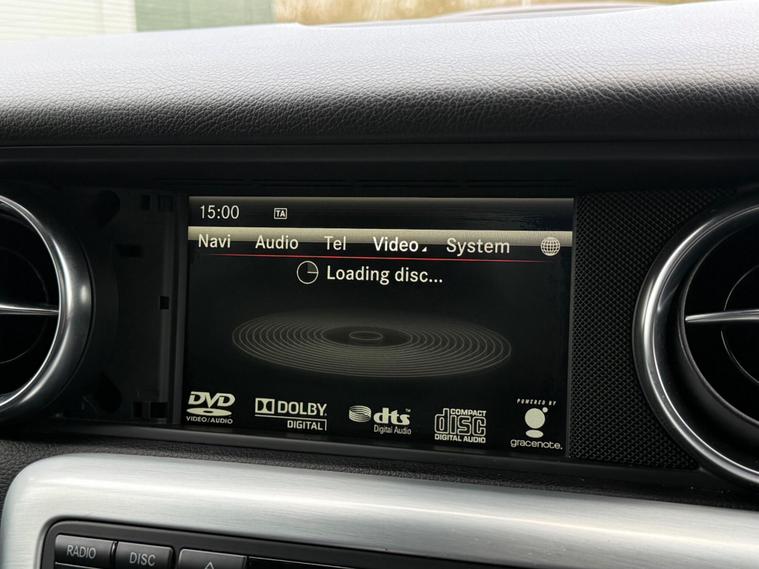 15:00 TA
Navi Audio Tel Video System
Loading disc...
DVD
VIDEO/AUDIO
DOLBY
DIGITAL
dts
Digital Audio
COMPACT
disc
DIGITAL AUDIO
POWERED BY
gracenote.
RADIO DISC